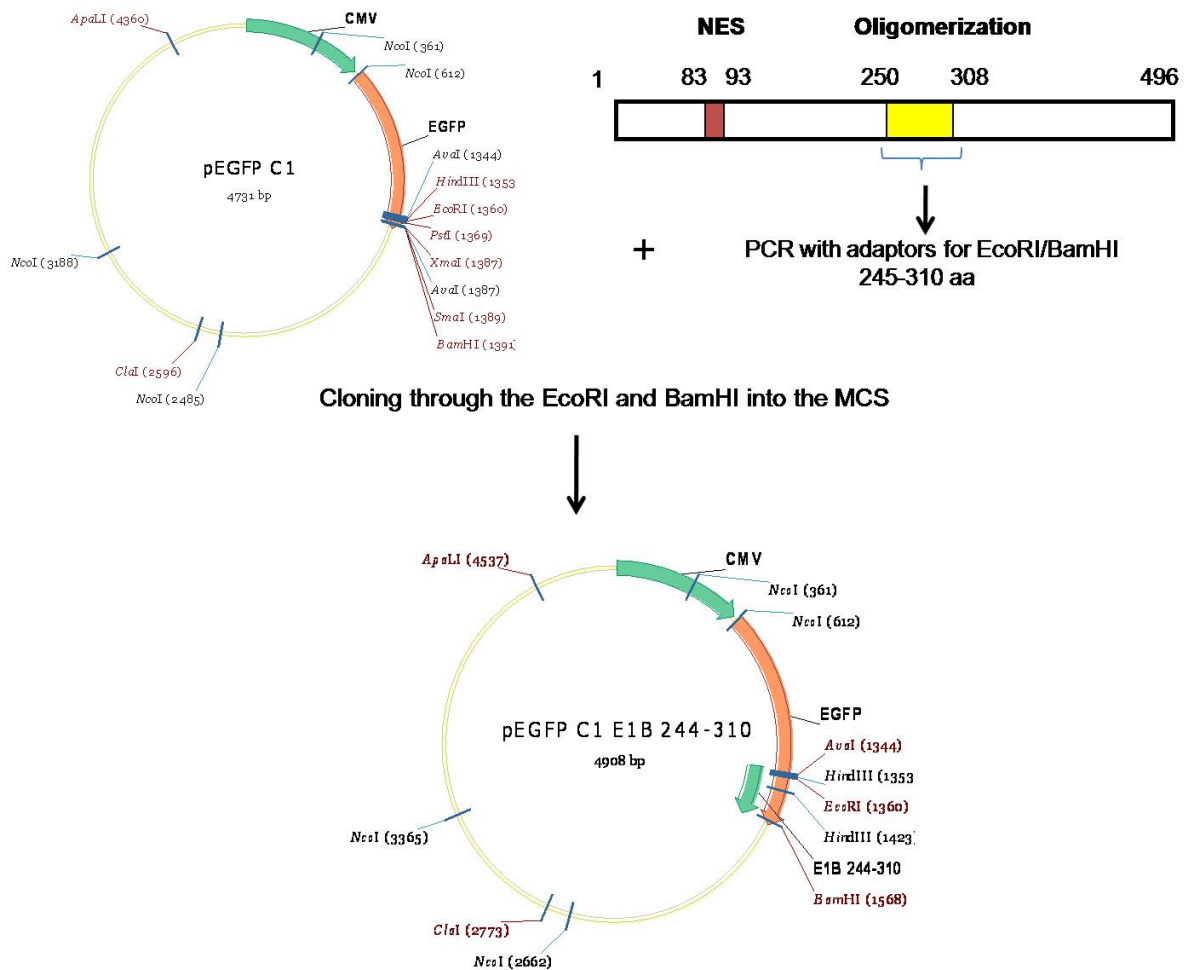 ApaLI (4360)
CMV
NcoI (361)
NcoI (612)
EGFP
AvaI (1344)
HindIII (1353
EcoRI (1360)
PstI (1369)
XmaI (1387)
AvaI (1387)
SmaI (1389)
BamHI (1391)
pEGFP C1
4731 bp
NcoI (3188)
ClaI (2596)
NcoI (2485)
NES Oligomerization
1 83 93 250 308 496
+ PCR with adaptors for EcoRI/BamHI
245-310 aa
Cloning through the EcoRI and BamHI into the MCS
ApaLI (4537)
CMV
NcoI (361)
NcoI (612)
pEGFP C1 E1B 244-310
4908 bp
EGFP
AvaI (1344)
HindIII (1353
EcoRI (1360)
HindIII (1423)
E1B 244-310
BamHI (1568)
NcoI (3365)
ClaI (2773)
NcoI (2662)